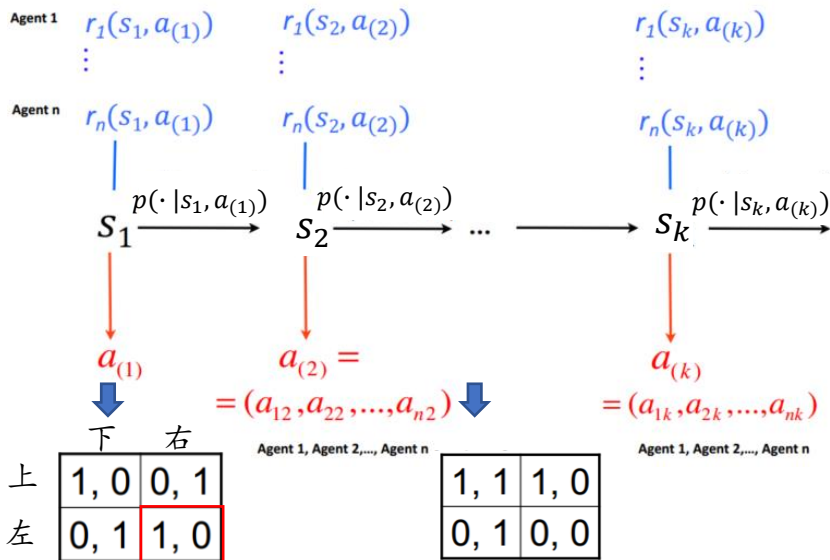 Agent 1 r₁(s₁, a₍₁₎) r₁(s₂, a₍₂₎) r₁(sₖ, a₍ₖ₎)
⋮ ⋮ ⋮
Agent n rₙ(s₁, a₍₁₎) rₙ(s₂, a₍₂₎) rₙ(sₖ, a₍ₖ₎)
p(· |s₁, a₍₁₎) p(· |s₂, a₍₂₎) p(· |sₖ, a₍ₖ₎)
s₁ s₂ ... sₖ
a₍₁₎ a₍₂₎ = a₍ₖ₎
= (a₁₂, a₂₂, ..., aₙ₂) = (a₁ₖ, a₂ₖ, ..., aₙₖ)
Agent 1, Agent 2,..., Agent n Agent 1, Agent 2,..., Agent n
下 右
上 1, 0 0, 1 1, 1 1, 0
左 0, 1 1, 0 0, 1 0, 0